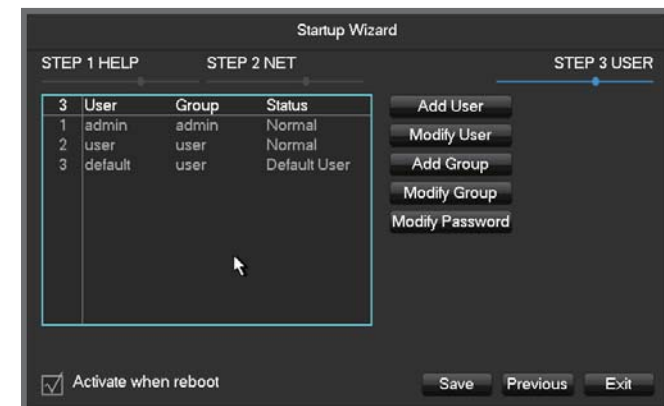 Startup Wizard
STEP 1 HELP STEP 2 NET STEP 3 USER
3 User Group Status
1 admin admin Normal
2 user user Normal
3 default user Default User
Add User
Modify User
Add Group
Modify Group
Modify Password
Activate when reboot
Save Previous Exit